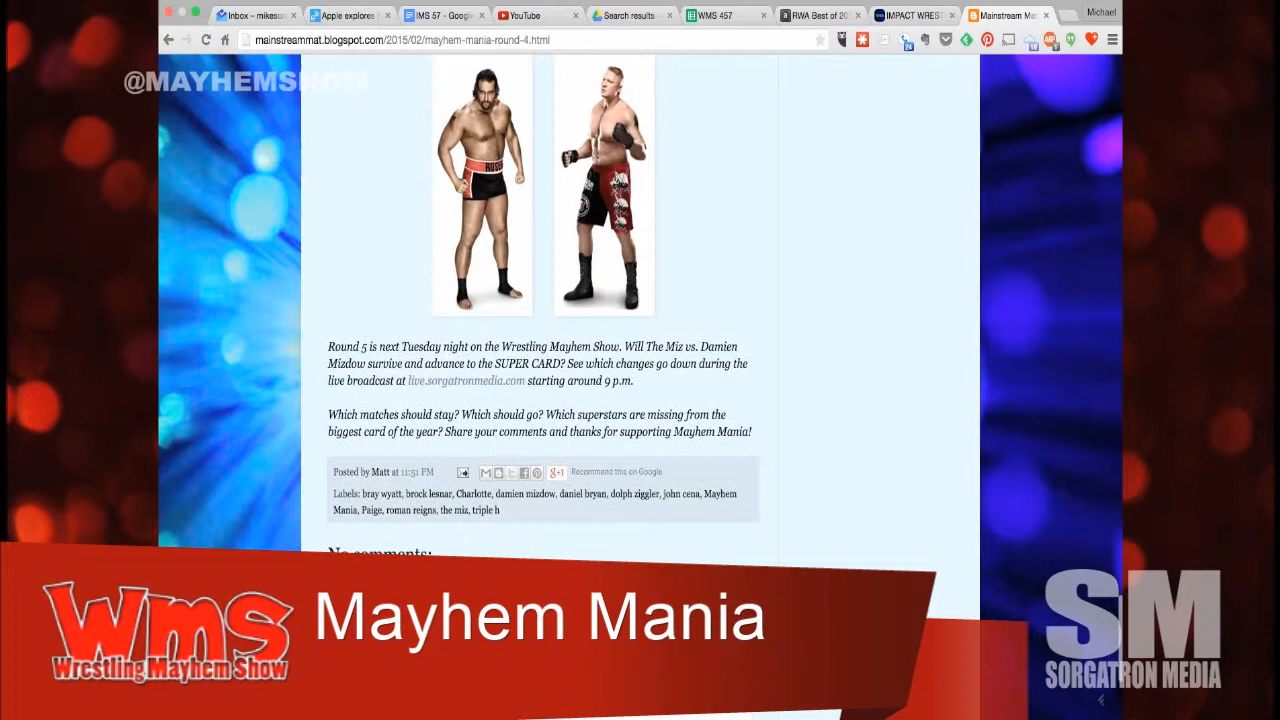 Inbox – mikesco
Apple explores
IMS 57 - Google
YouTube
Search results
WMS 457
RWA Best of 20
IMPACT WREST
Mainstream Ma
Michael
mainstreammat.blogspot.com/2015/02/mayhem-mania-round-4.html
@MAYHEMSHOW
Round 5 is next Tuesday night on the Wrestling Mayhem Show. Will The Miz vs. Damien
Mizdow survive and advance to the SUPER CARD? See which changes go down during the
live broadcast at live.sorgatronmedia.com starting around 9 p.m.
Which matches should stay? Which should go? Which superstars are missing from the
biggest card of the year? Share your comments and thanks for supporting Mayhem Mania!
Posted by Matt at 11:51 PM
g+1 Recommend this on Google
Labels: bray wyatt, brock lesnar, Charlotte, damien mizdow, daniel bryan, dolph ziggler, john cena, Mayhem
Mania, Paige, roman reigns, the miz, triple h
No comments:
Wms
Wrestling Mayhem Show
Mayhem Mania
SM
SORGATRON MEDIA